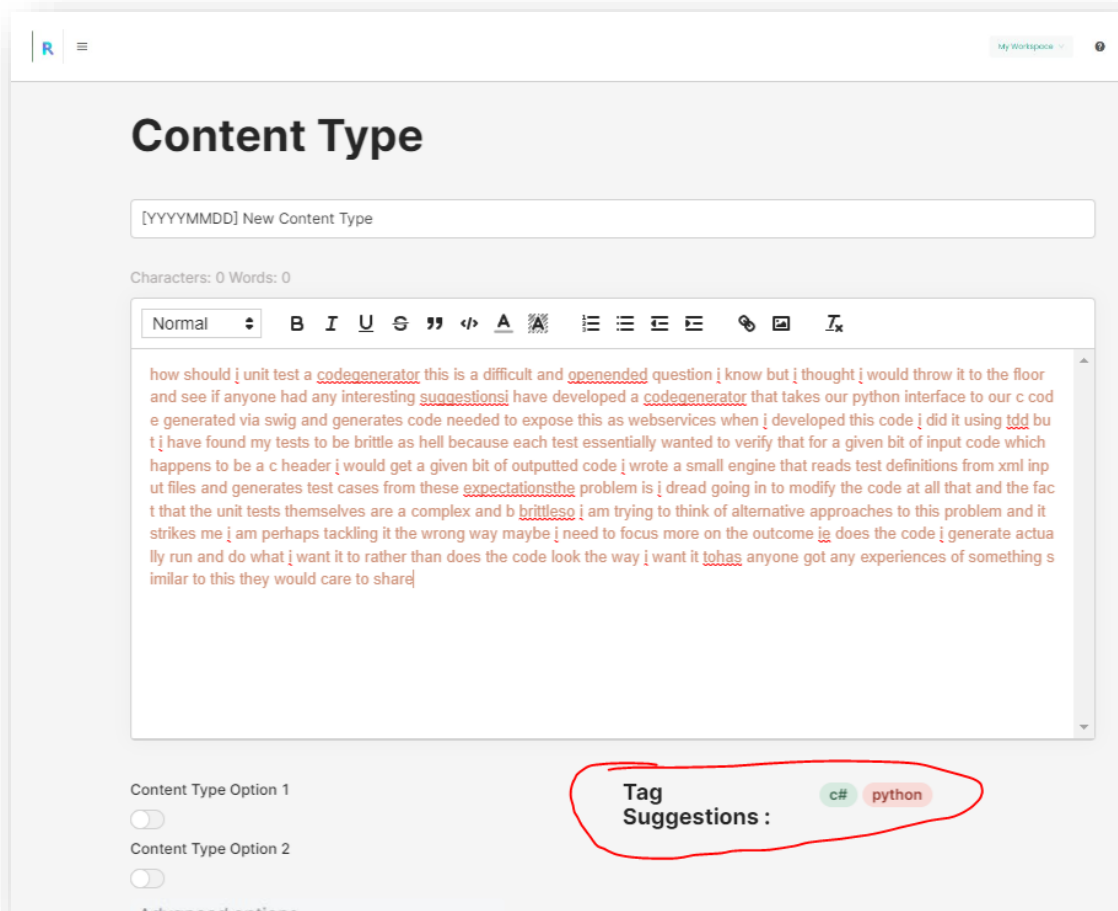 R
My Workspace
Content Type
[YYYYMMDD] New Content Type
Characters: 0 Words: 0
Normal B I U S A A
how should i unit test a codegenerator this is a difficult and openended question i know but i thought i would throw it to the floor
and see if anyone had any interesting suggestionsi have developed a codegenerator that takes our python interface to our c cod
e generated via swig and generates code needed to expose this as webservices when i developed this code i did it using tdd bu
t i have found my tests to be brittle as hell because each test essentially wanted to verify that for a given bit of input code which
happens to be a c header i would get a given bit of outputted code i wrote a small engine that reads test definitions from xml inp
ut files and generates test cases from these expectationsthe problem is i dread going in to modify the code at all that and the fac
t that the unit tests themselves are a complex and b brittleso i am trying to think of alternative approaches to this problem and it
strikes me i am perhaps tackling it the wrong way maybe i need to focus more on the outcome ie does the code i generate actua
lly run and do what i want it to rather than does the code look the way i want it tohas anyone got any experiences of something s
imilar to this they would care to share
Content Type Option 1
Content Type Option 2
Tag
Suggestions :
c# python
Advanced options